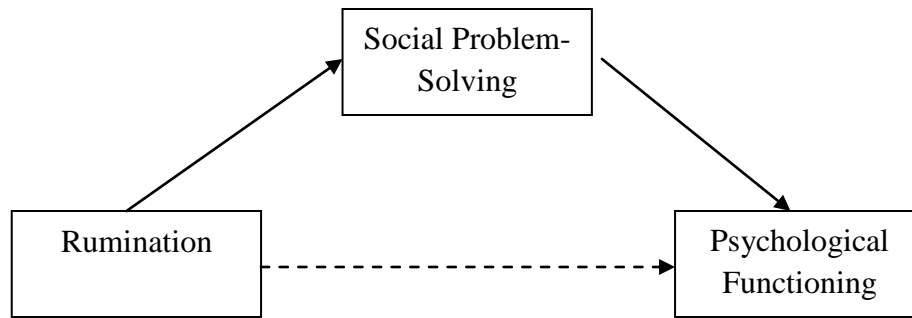 Social Problem-
Solving
Rumination
Psychological
Functioning